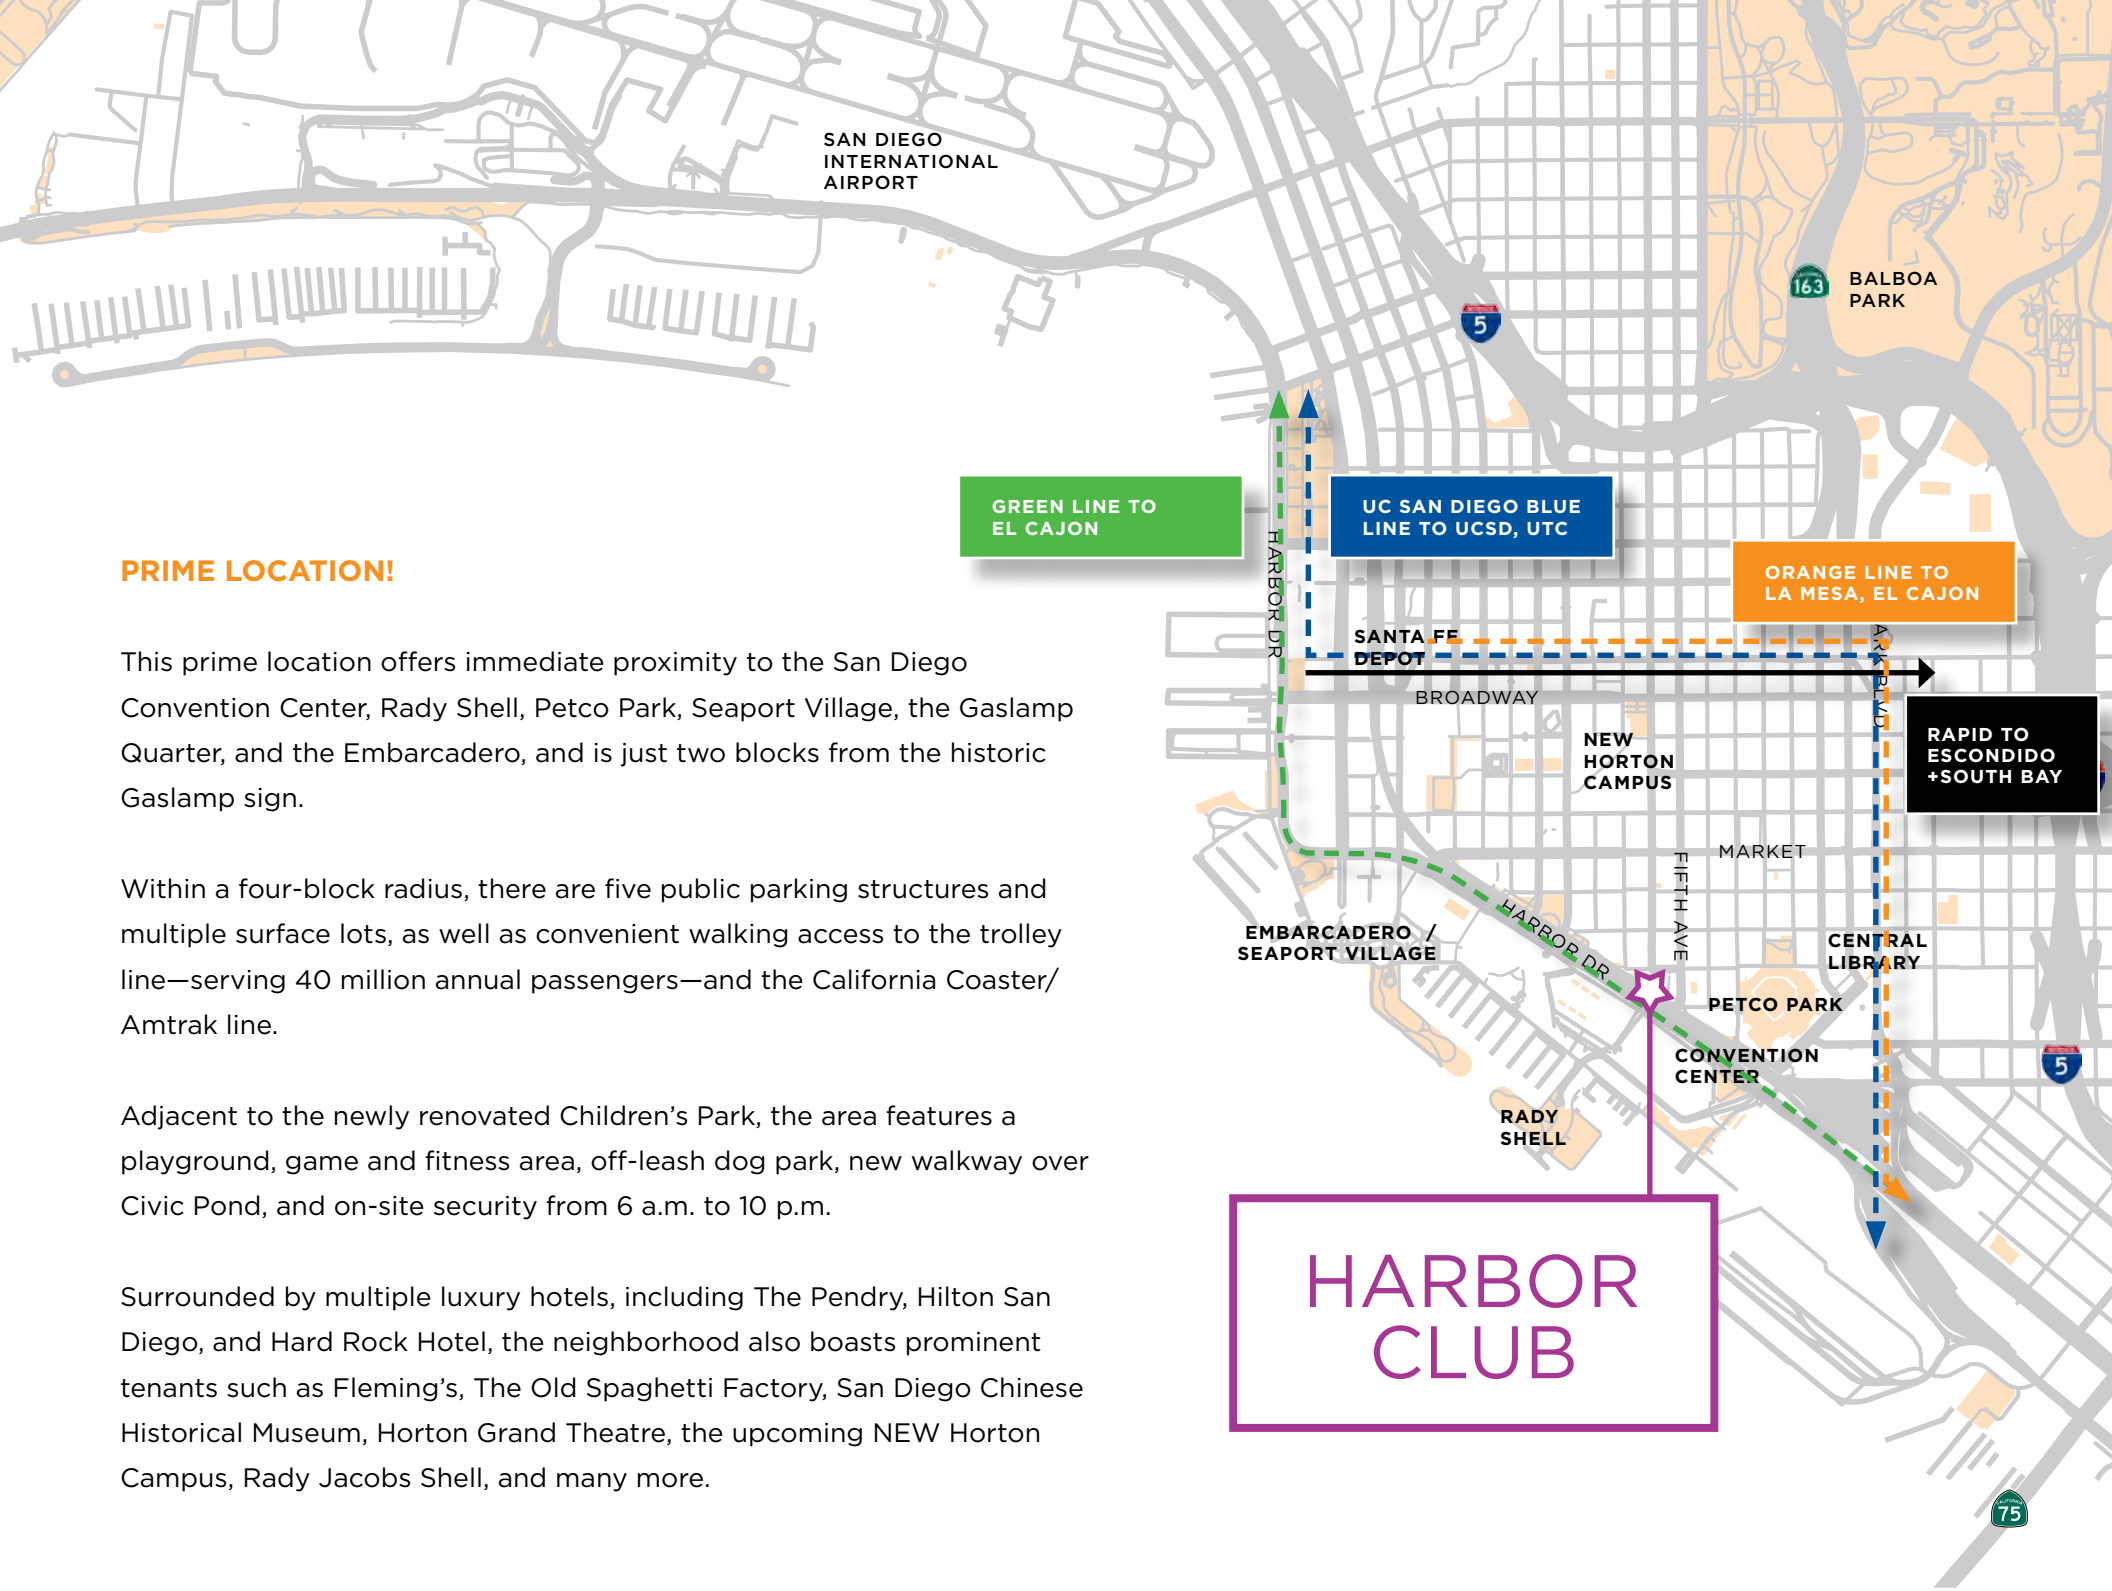 SAN DIEGO
INTERNATIONAL
AIRPORT
163
BALBOA
PARK
5
GREEN LINE TO
EL CAJON
UC SAN DIEGO BLUE
LINE TO UCSD, UTC
ORANGE LINE TO
LA MESA, EL CAJON
HARBOR DR
SANTA FE
DEPOT
BROADWAY
ARK BLVD
RAPID TO
ESCONDIDO
+SOUTH BAY
NEW
HORTON
CAMPUS
MARKET
FIFTH AVE
HARBOR DR
EMBARCADERO /
SEAPORT VILLAGE
CENTRAL
LIBRARY
PETCO PARK
CONVENTION
CENTER
5
RADY
SHELL
HARBOR
CLUB
CALIFORNIA
75
PRIME LOCATION!
This prime location offers immediate proximity to the San Diego
Convention Center, Rady Shell, Petco Park, Seaport Village, the Gaslamp
Quarter, and the Embarcadero, and is just two blocks from the historic
Gaslamp sign.
Within a four-block radius, there are five public parking structures and
multiple surface lots, as well as convenient walking access to the trolley
line—serving 40 million annual passengers—and the California Coaster/
Amtrak line.
Adjacent to the newly renovated Children's Park, the area features a
playground, game and fitness area, off-leash dog park, new walkway over
Civic Pond, and on-site security from 6 a.m. to 10 p.m.
Surrounded by multiple luxury hotels, including The Pendry, Hilton San
Diego, and Hard Rock Hotel, the neighborhood also boasts prominent
tenants such as Fleming's, The Old Spaghetti Factory, San Diego Chinese
Historical Museum, Horton Grand Theatre, the upcoming NEW Horton
Campus, Rady Jacobs Shell, and many more.